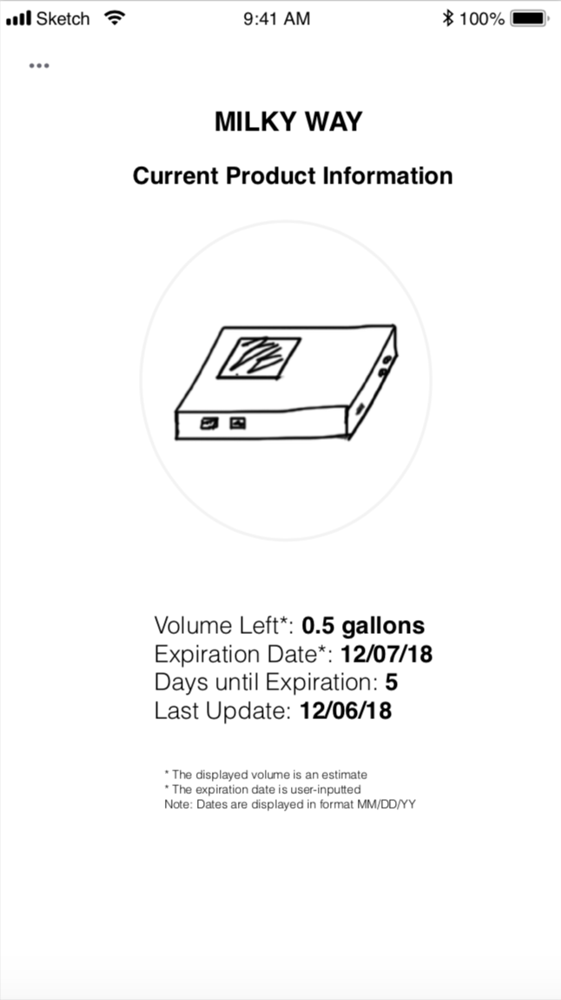 Sketch 9:41 AM 100%
MILKY WAY
Current Product Information
Volume Left*: 0.5 gallons
Expiration Date*: 12/07/18
Days until Expiration: 5
Last Update: 12/06/18
* The displayed volume is an estimate
* The expiration date is user-inputted
Note: Dates are displayed in format MM/DD/YY